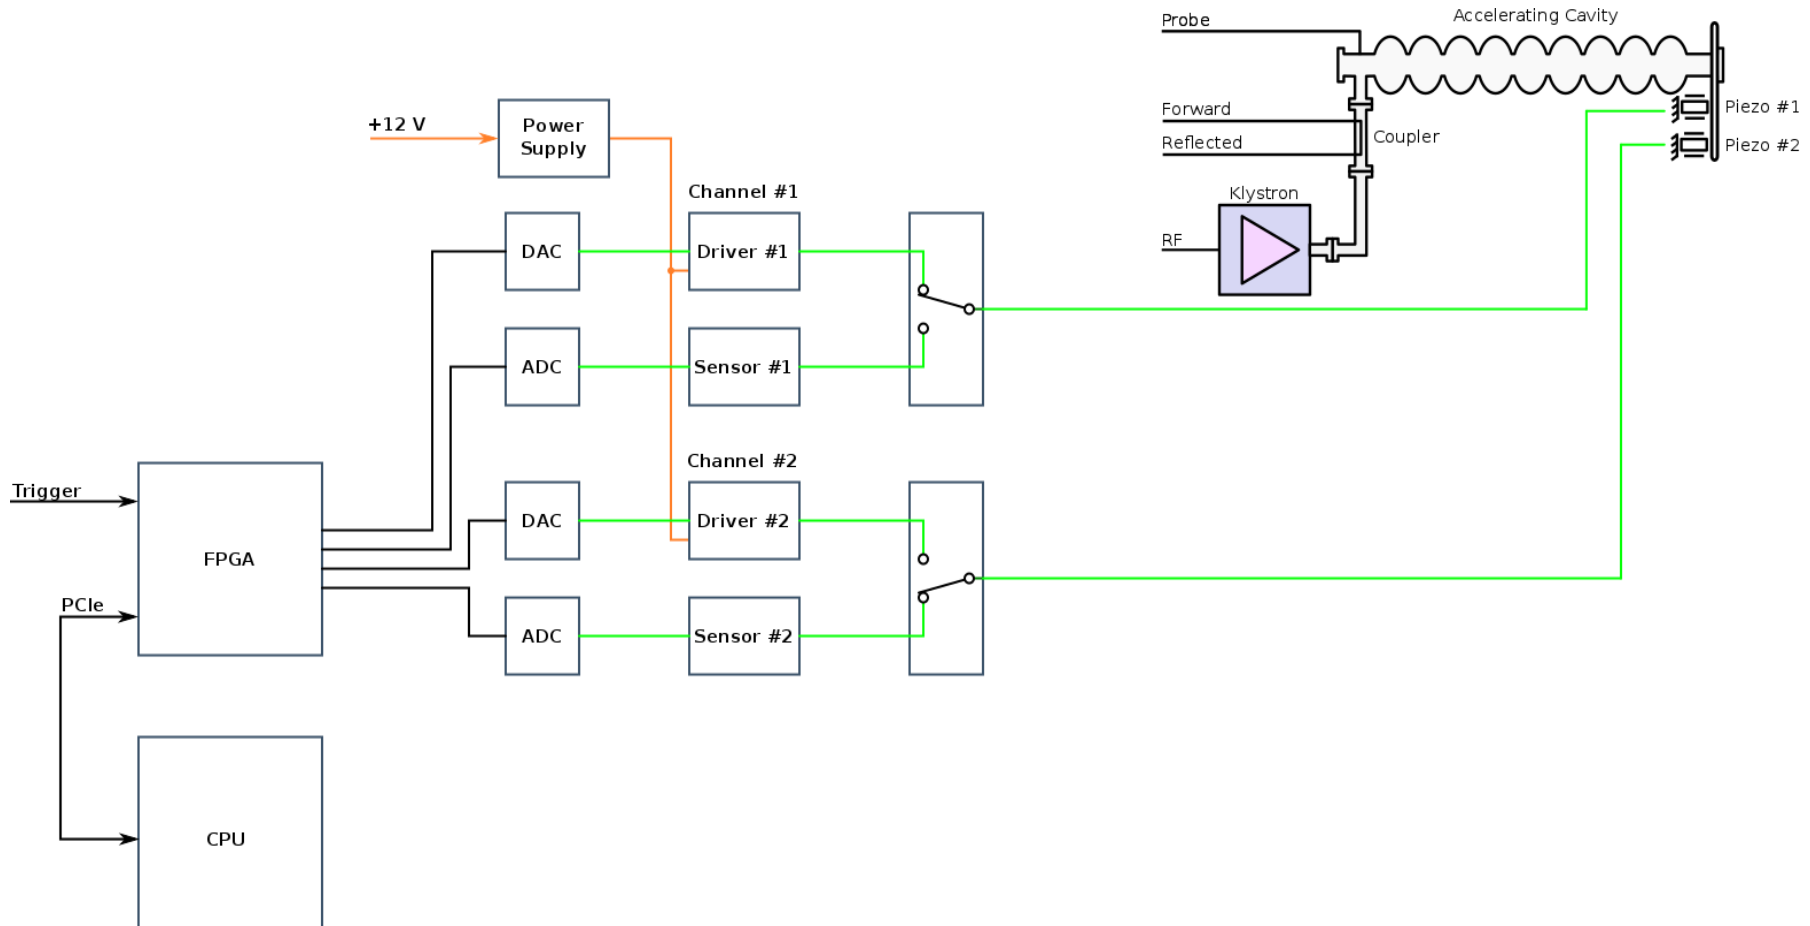 Probe
Accelerating Cavity
Forward
Reflected
Coupler
Piezo #1
Piezo #2
Klystron
RF
+12 V
Power
Supply
Channel #1
DAC
Driver #1
ADC
Sensor #1
Channel #2
DAC
Driver #2
ADC
Sensor #2
Trigger
FPGA
PCIe
CPU